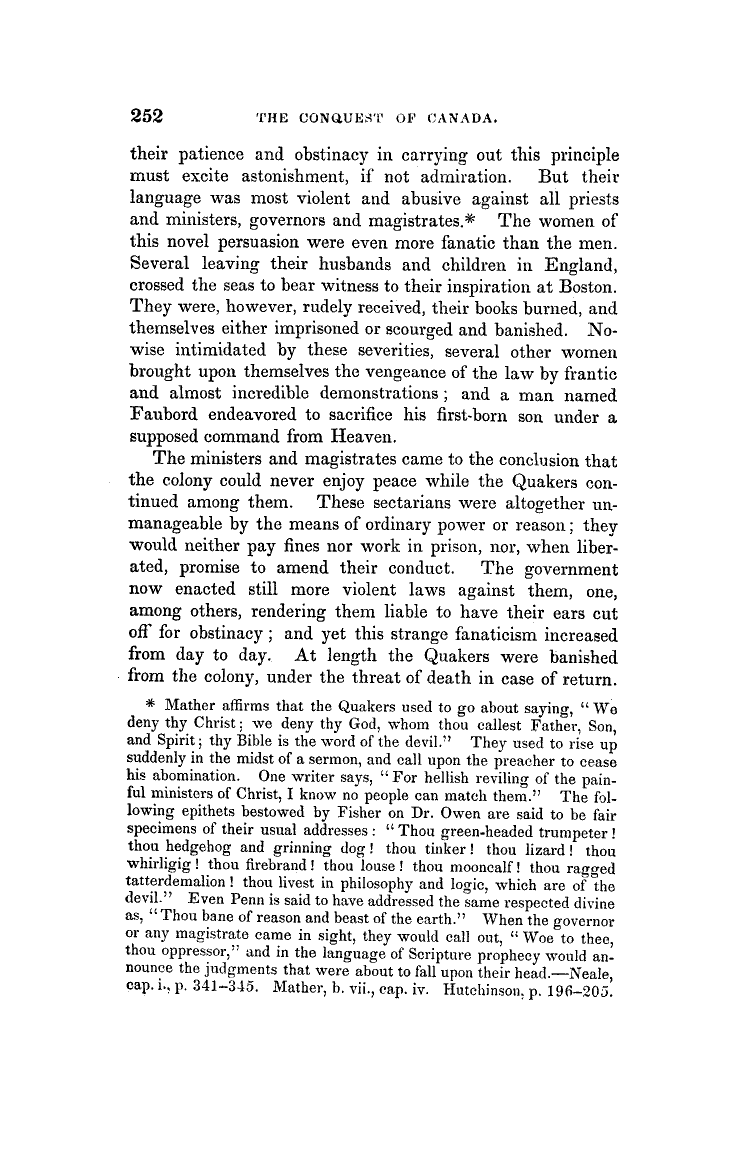 252 THE CONQUEST OF CANADA.
their patience and obstinacy in carrying out this principle
must excite astonishment, if not admiration. But their
language was most violent and abusive against all priests
and ministers, governors and magistrates.* The women of
this novel persuasion were even more fanatic than the men.
Several leaving their husbands and children in England,
crossed the seas to bear witness to their inspiration at Boston.
They were, however, rudely received, their books burned, and
themselves either imprisoned or scourged and banished. No-
wise intimidated by these severities, several other women
brought upon themselves the vengeance of the law by frantic
and almost incredible demonstrations; and a man named
Faubord endeavored to sacrifice his first-born son under a
supposed command from Heaven.
The ministers and magistrates came to the conclusion that
the colony could never enjoy peace while the Quakers con-
tinued among them. These sectarians were altogether un-
manageable by the means of ordinary power or reason; they
would neither pay fines nor work in prison, nor, when liber-
ated, promise to amend their conduct. The government
now enacted still more violent laws against them, one,
among others, rendering them liable to have their ears cut
off for obstinacy; and yet this strange fanaticism increased
from day to day. At length the Quakers were banished
from the colony, under the threat of death in case of return.
* Mather affirms that the Quakers used to go about saying, "We
deny thy Christ; we deny thy God, whom thou callest Father, Son,
and Spirit; thy Bible is the word of the devil." They used to rise up
suddenly in the midst of a sermon, and call upon the preacher to cease
his abomination. One writer says, "For hellish reviling of the pain-
ful ministers of Christ, I know no people can match them." The fol-
lowing epithets bestowed by Fisher on Dr. Owen are said to be fair
specimens of their usual addresses: "Thou green-headed trumpeter!
thou hedgehog and grinning dog! thou tinker! thou lizard! thou
whirligig! thou firebrand! thou louse! thou mooncalf! thou ragged
tatterdemalion! thou livest in philosophy and logic, which are of the
devil." Even Penn is said to have addressed the same respected divine
as, "Thou bane of reason and beast of the earth." When the governor
or any magistrate came in sight, they would call out, "Woe to thee,
thou oppressor," and in the language of Scripture prophecy would an-
nounce the judgments that were about to fall upon their head.—Neale,
cap. i., p. 341–345. Mather, b. vii., cap. iv. Hutchinson, p. 196–205.